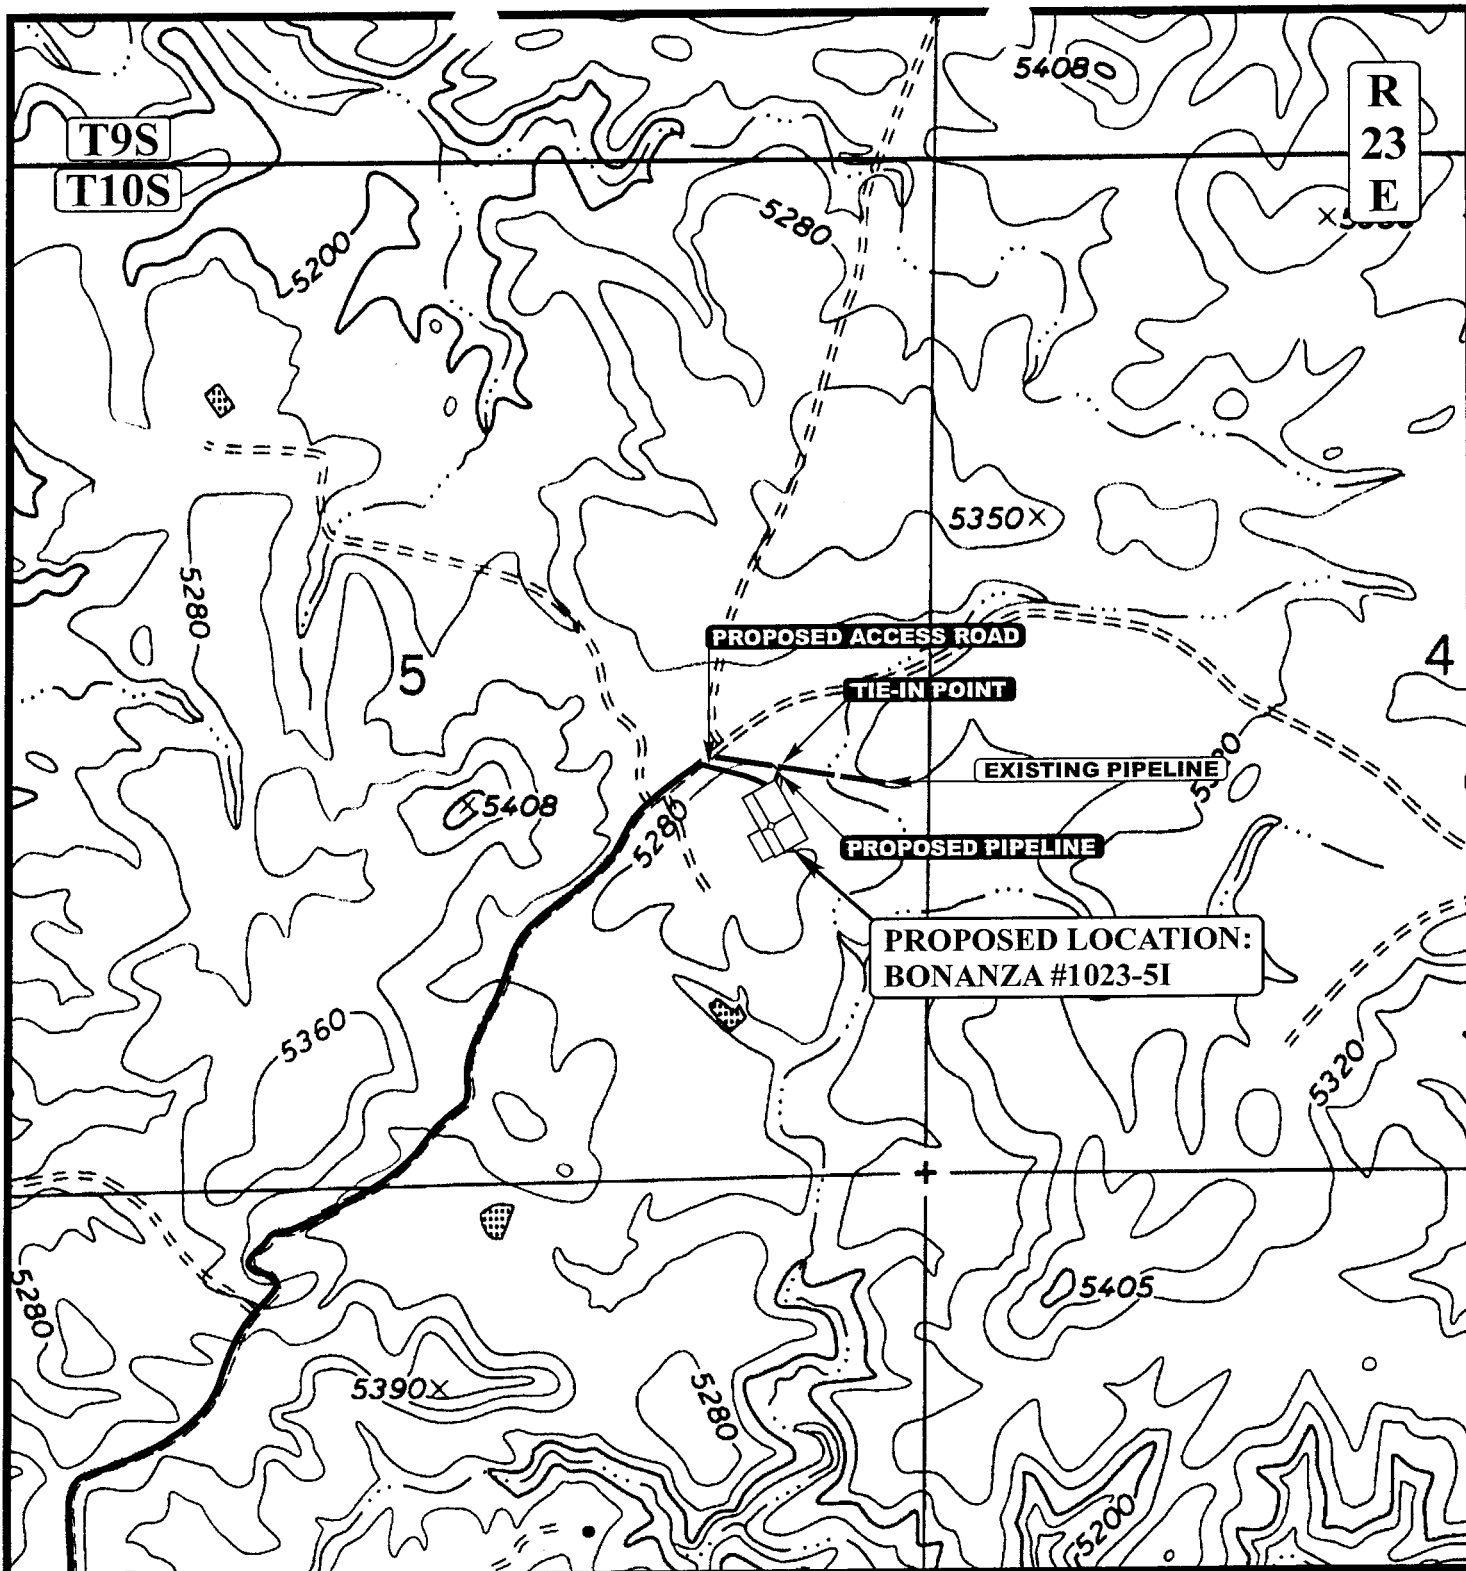 5408
R
23
E
T9S
T10S
5280
5200
5350
5280
PROPOSED ACCESS ROAD
5
4
TIE-IN POINT
EXISTING PIPELINE
5408
5280
PROPOSED PIPELINE
PROPOSED LOCATION:
BONANZA #1023-5I
5360
5320
5280
5405
5390
5280
5200